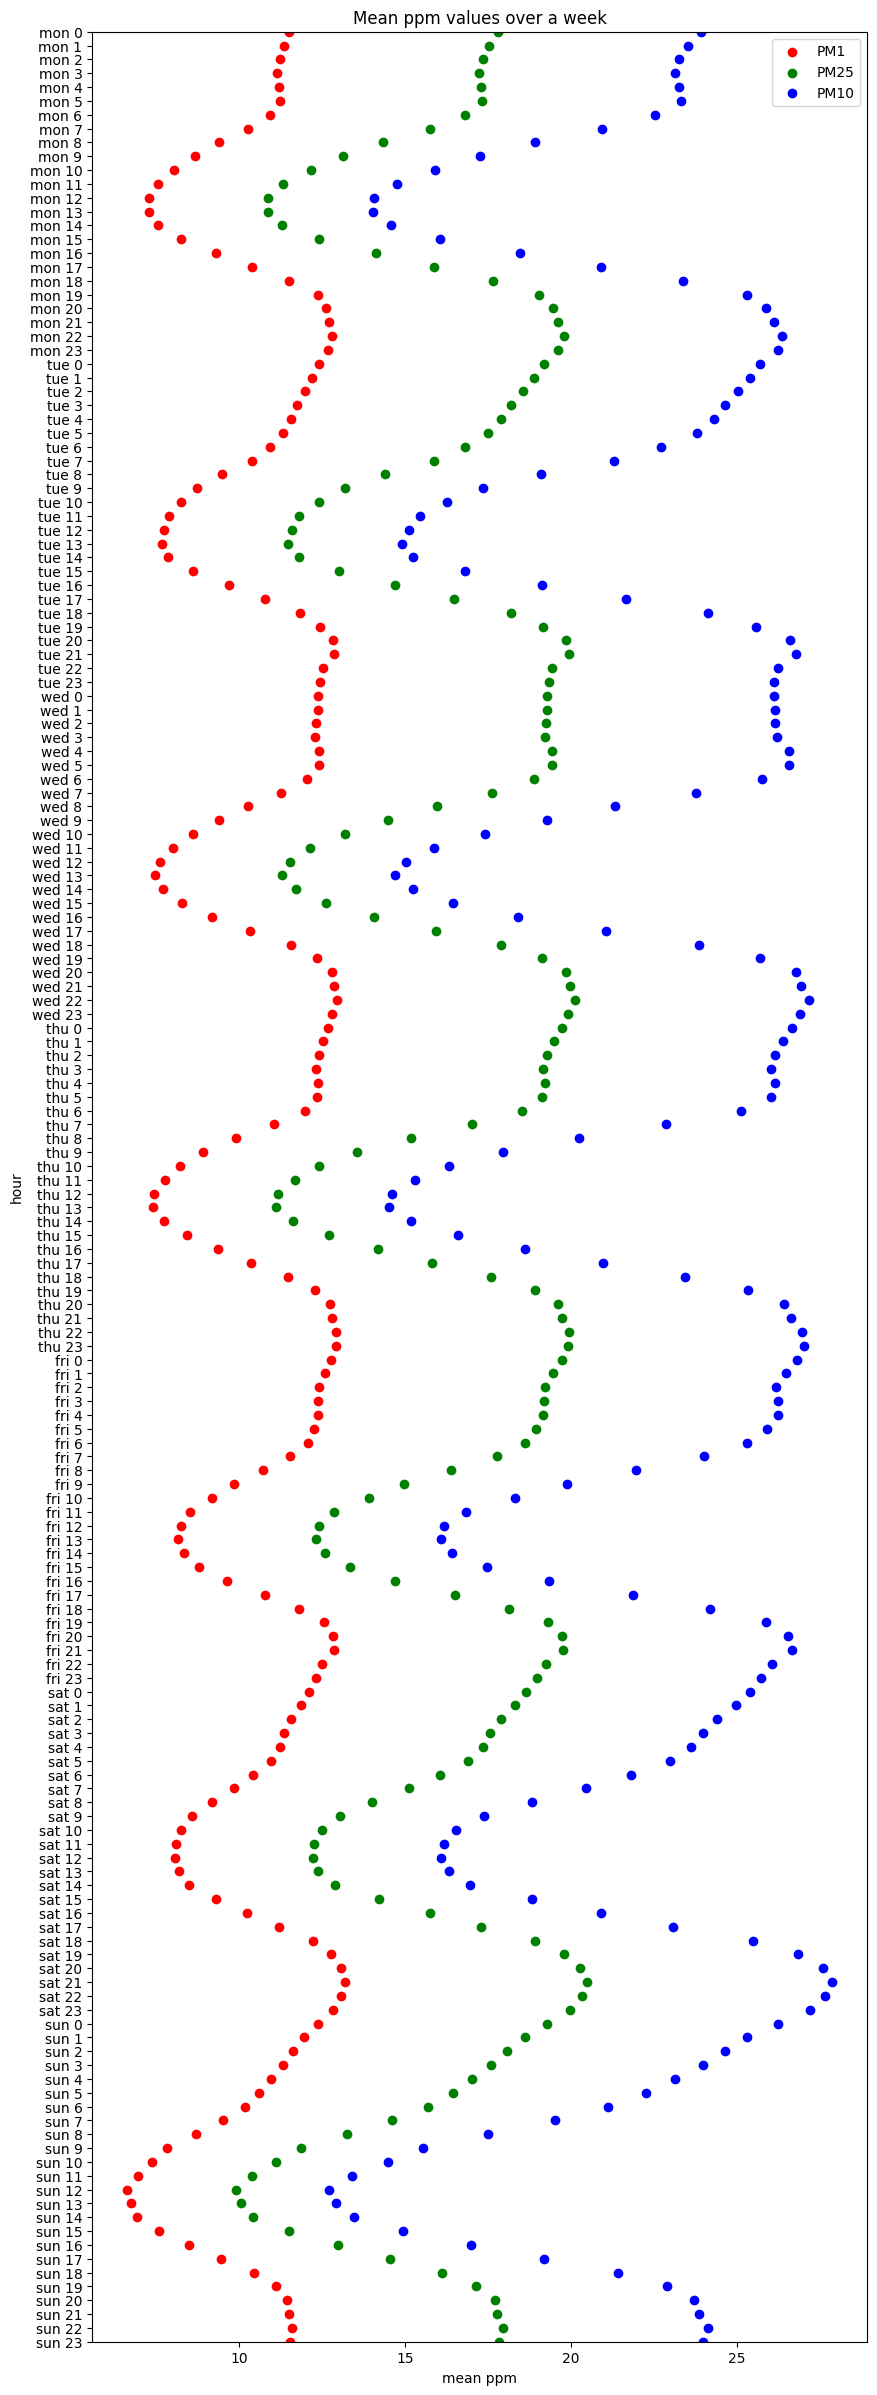 Mean ppm values over a week
PM1
PM25
PM10
mon 0
mon 1
mon 2
mon 3
mon 4
mon 5
mon 6
mon 7
mon 8
mon 9
mon 10
mon 11
mon 12
mon 13
mon 14
mon 15
mon 16
mon 17
mon 18
mon 19
mon 20
mon 21
mon 22
mon 23
tue 0
tue 1
tue 2
tue 3
tue 4
tue 5
tue 6
tue 7
tue 8
tue 9
tue 10
tue 11
tue 12
tue 13
tue 14
tue 15
tue 16
tue 17
tue 18
tue 19
tue 20
tue 21
tue 22
tue 23
wed 0
wed 1
wed 2
wed 3
wed 4
wed 5
wed 6
wed 7
wed 8
wed 9
wed 10
wed 11
wed 12
wed 13
wed 14
wed 15
wed 16
wed 17
wed 18
wed 19
wed 20
wed 21
wed 22
wed 23
thu 0
thu 1
thu 2
thu 3
thu 4
thu 5
thu 6
thu 7
thu 8
thu 9
thu 10
thu 11
thu 12
thu 13
thu 14
thu 15
thu 16
thu 17
thu 18
thu 19
thu 20
thu 21
thu 22
thu 23
fri 0
fri 1
fri 2
fri 3
fri 4
fri 5
fri 6
fri 7
fri 8
fri 9
fri 10
fri 11
fri 12
fri 13
fri 14
fri 15
fri 16
fri 17
fri 18
fri 19
fri 20
fri 21
fri 22
fri 23
sat 0
sat 1
sat 2
sat 3
sat 4
sat 5
sat 6
sat 7
sat 8
sat 9
sat 10
sat 11
sat 12
sat 13
sat 14
sat 15
sat 16
sat 17
sat 18
sat 19
sat 20
sat 21
sat 22
sat 23
sun 0
sun 1
sun 2
sun 3
sun 4
sun 5
sun 6
sun 7
sun 8
sun 9
sun 10
sun 11
sun 12
sun 13
sun 14
sun 15
sun 16
sun 17
sun 18
sun 19
sun 20
sun 21
sun 22
sun 23
hour
10 15 20 25
mean ppm